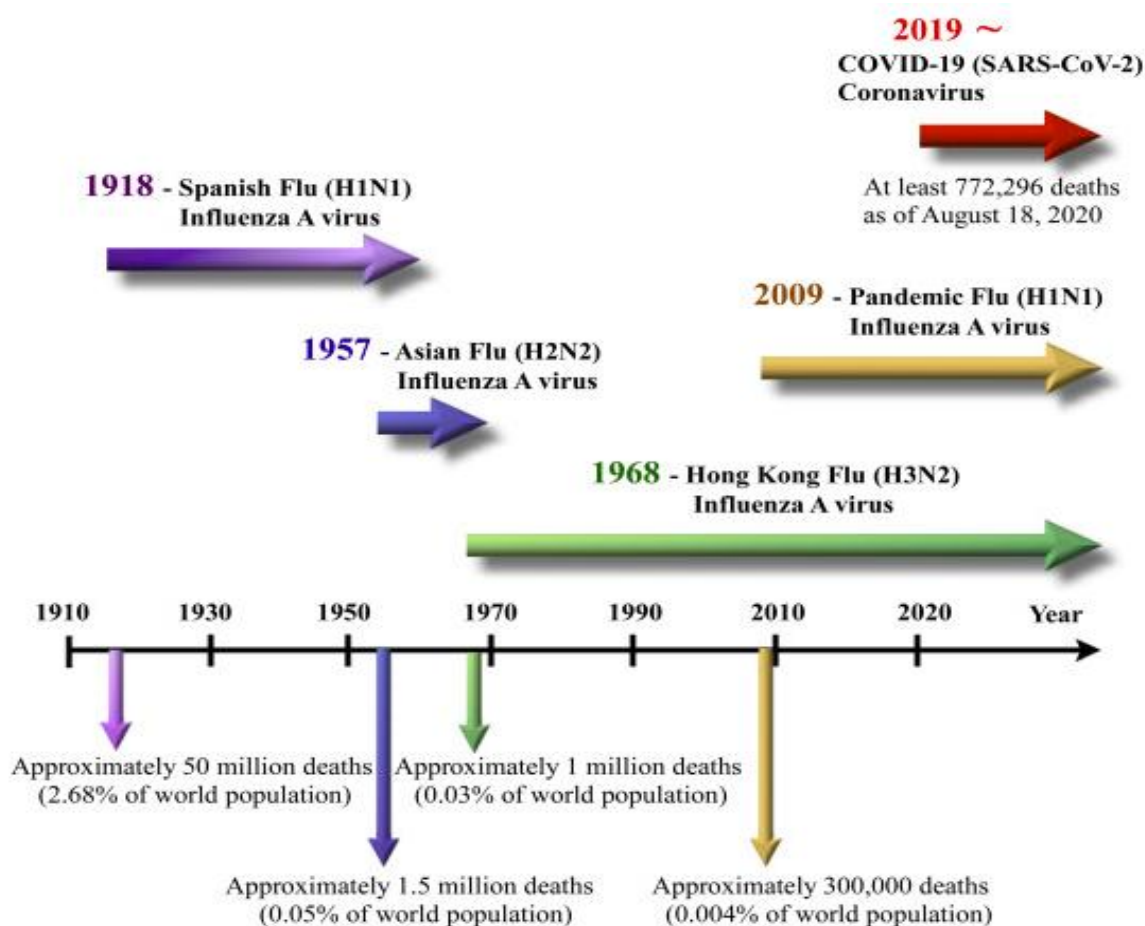 2019 ~
COVID-19 (SARS-CoV-2)
Coronavirus
At least 772,296 deaths
as of August 18, 2020
1918 - Spanish Flu (H1N1)
Influenza A virus
2009 - Pandemic Flu (H1N1)
Influenza A virus
1957 - Asian Flu (H2N2)
Influenza A virus
1968 - Hong Kong Flu (H3N2)
Influenza A virus
1910 1930 1950 1970 1990 2010 2020 Year
Approximately 50 million deaths
(2.68% of world population)
Approximately 1 million deaths
(0.03% of world population)
Approximately 1.5 million deaths
(0.05% of world population)
Approximately 300,000 deaths
(0.004% of world population)